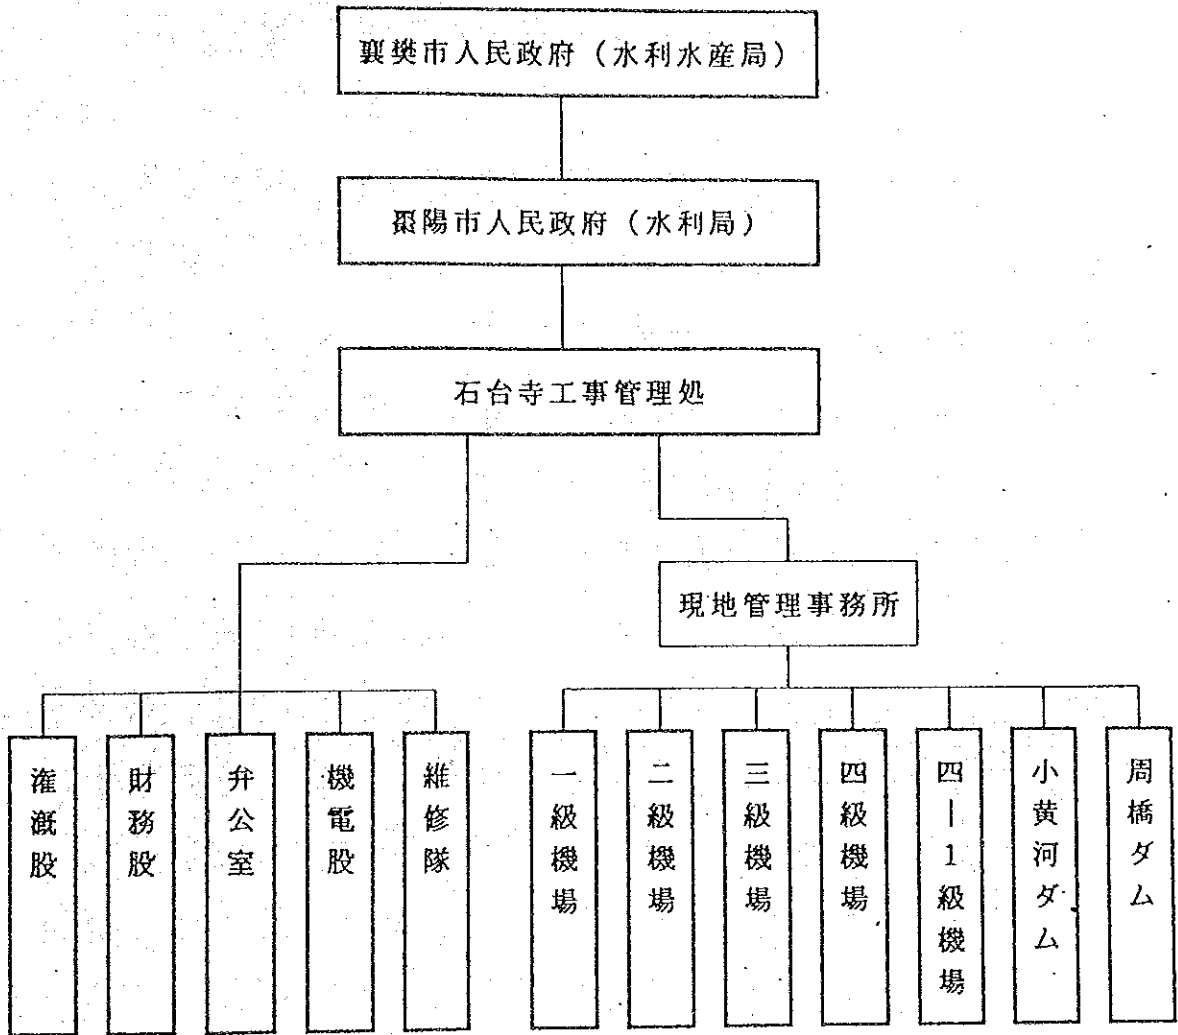 襄樊市人民政府（水利水産局）
棗陽市人民政府（水利局）
石台寺工事管理処
現地管理事務所
灌漑股
財務股
弁公室
機電股
維修隊
一級機場
二級機場
三級機場
四級機場
四｜1級機場
小黄河ダム
周橋ダム